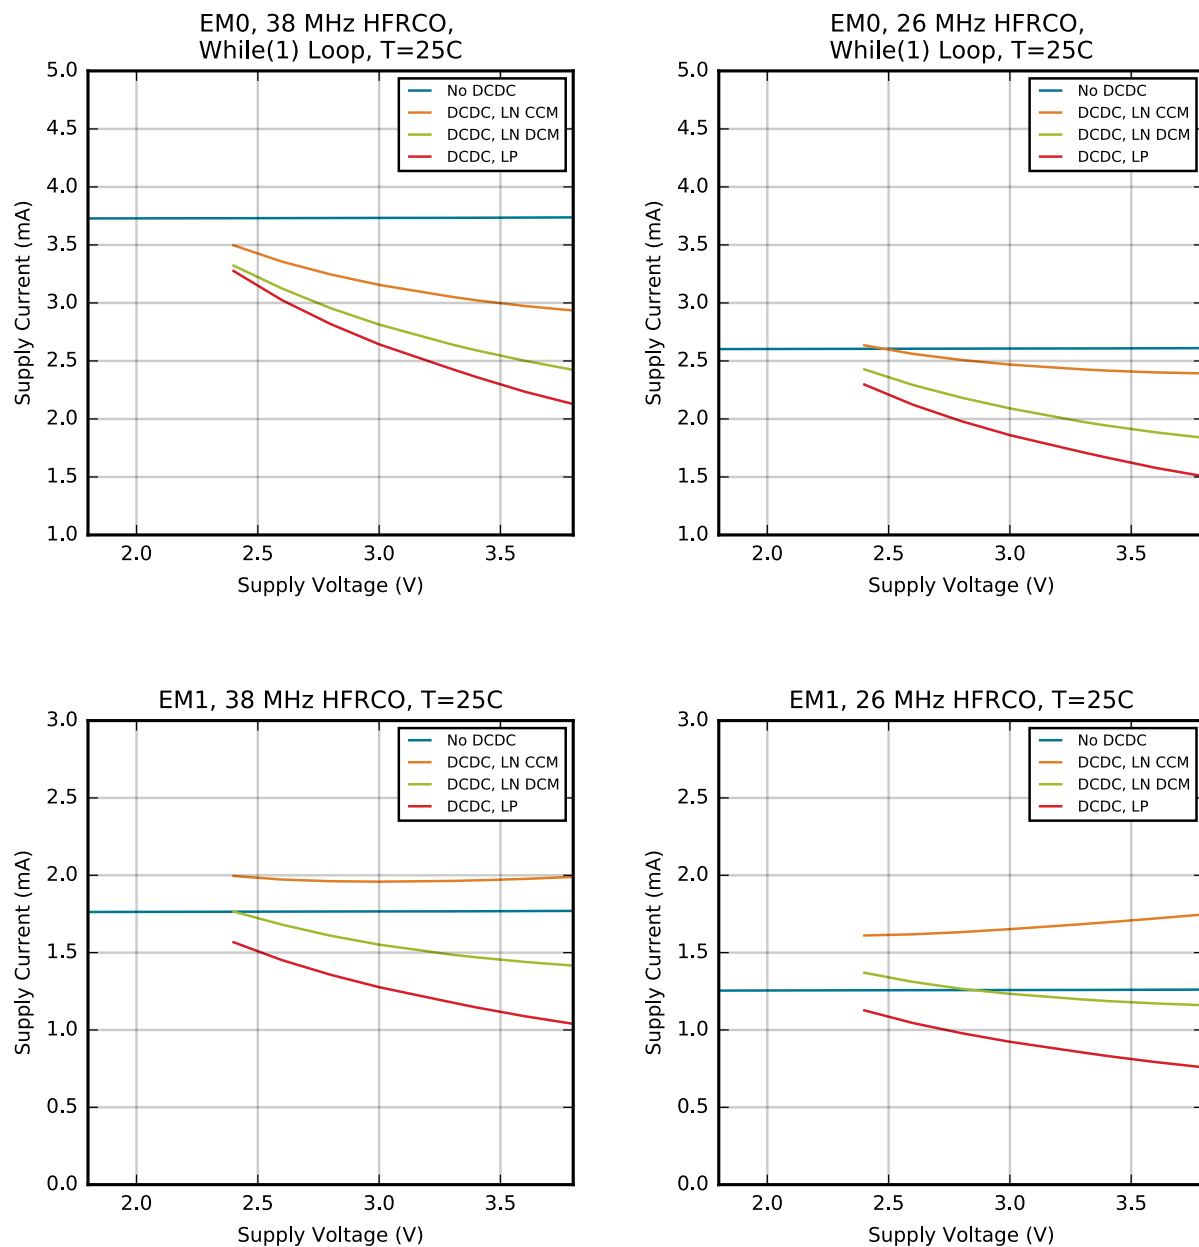 EM0, 38 MHz HFRCO,
While(1) Loop, T=25C
5.0
4.5
4.0
3.5
3.0
2.5
2.0
1.5
1.0
Supply Current (mA)
No DCDC
DCDC, LN CCM
DCDC, LN DCM
DCDC, LP
2.0 2.5 3.0 3.5
Supply Voltage (V)
EM0, 26 MHz HFRCO,
While(1) Loop, T=25C
5.0
4.5
4.0
3.5
3.0
2.5
2.0
1.5
1.0
Supply Current (mA)
No DCDC
DCDC, LN CCM
DCDC, LN DCM
DCDC, LP
2.0 2.5 3.0 3.5
Supply Voltage (V)
EM1, 38 MHz HFRCO, T=25C
3.0
2.5
2.0
1.5
1.0
0.5
0.0
Supply Current (mA)
No DCDC
DCDC, LN CCM
DCDC, LN DCM
DCDC, LP
2.0 2.5 3.0 3.5
Supply Voltage (V)
EM1, 26 MHz HFRCO, T=25C
3.0
2.5
2.0
1.5
1.0
0.5
0.0
Supply Current (mA)
No DCDC
DCDC, LN CCM
DCDC, LN DCM
DCDC, LP
2.0 2.5 3.0 3.5
Supply Voltage (V)